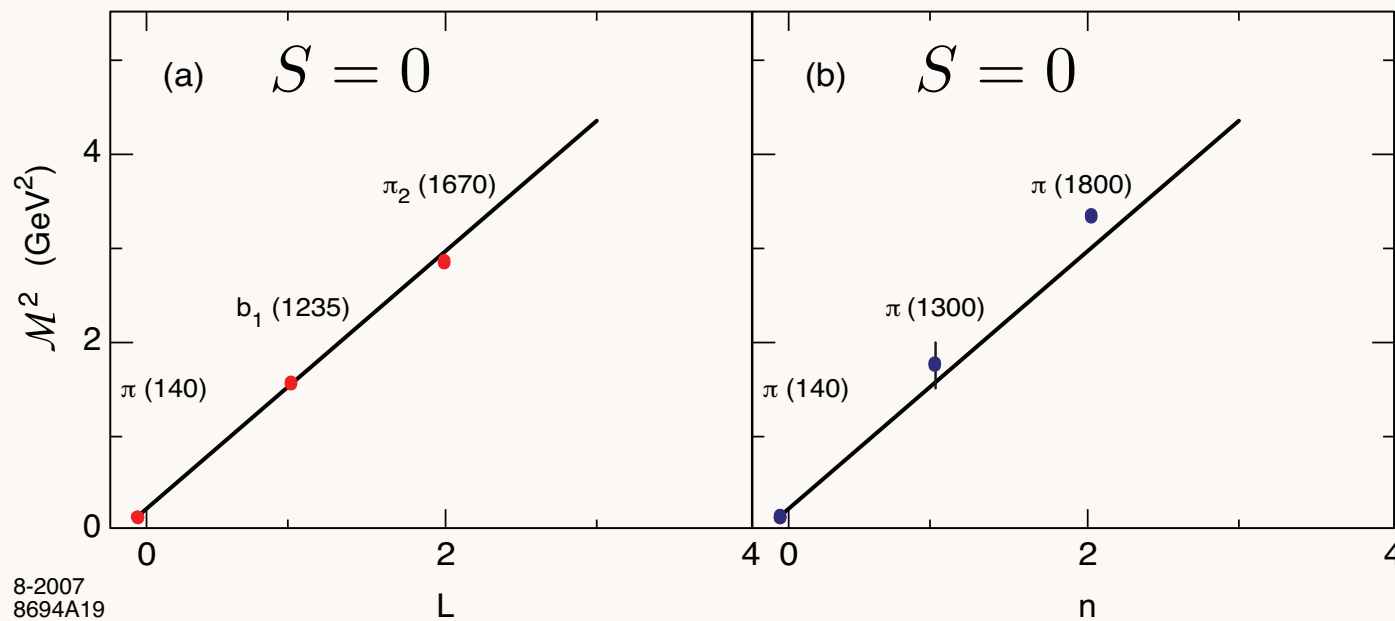 (a) S = 0
(b) S = 0
4
2
0
ℳ² (GeV²)
π₂ (1670)
b₁ (1235)
π (140)
π (1800)
π (1300)
π (140)
0 2 4
0 2 4
L
n
8-2007
8694A19